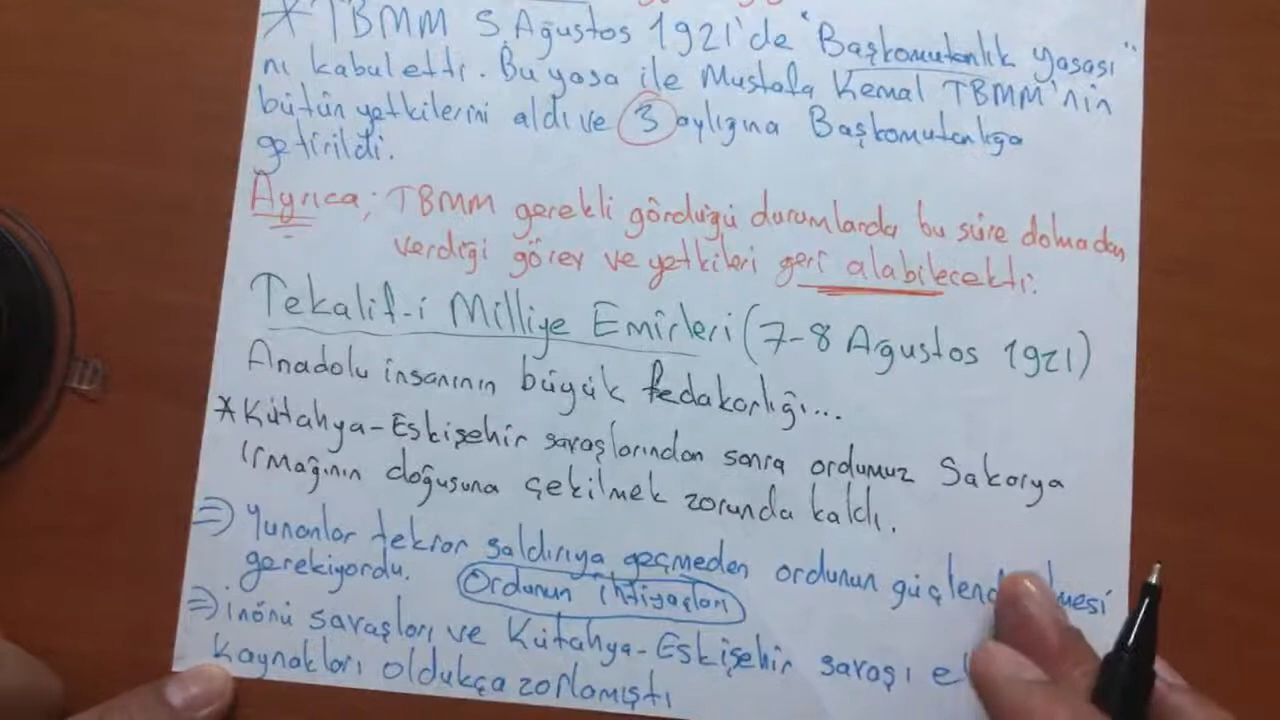 * TBMM 5 Ağustos 1921'de "Başkomutanlık yasası"
nı kabul etti. Bu yasa ile Mustafa Kemal TBMM'nin
bütün yetkilerini aldı ve 3 aylığına Başkomutanlığa
getirildi.
Ayrıca; TBMM gerekli gördüğü durumlarda bu süre dolmadan
verdiği görev ve yetkileri geri alabilecekti.
Tekalif-i Milliye Emirleri (7-8 Ağustos 1921)
Anadolu insanının büyük fedakarlığı...
* Kütahya-Eskişehir savaşlarından sonra ordumuz Sakarya
ırmağının doğusuna çekilmek zorunda kaldı.
⇒ Yunanlar tekrar saldırıya geçmeden ordunun
gerekiyordu. Ordunun ihtiyaçları
⇒ İnönü savaşları ve Kütahya-Eskişehir savaşı
kaynakları oldukça zorlamıştı